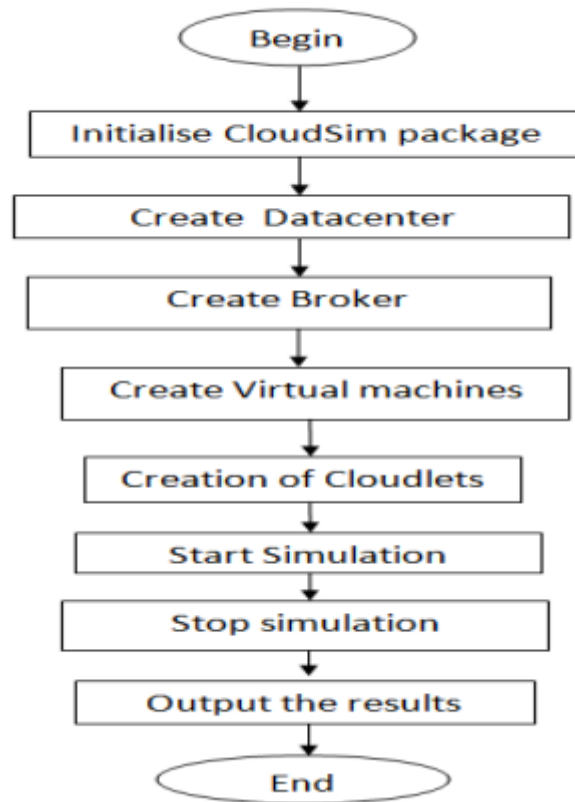 Begin
Initialise CloudSim package
Create Datacenter
Create Broker
Create Virtual machines
Creation of Cloudlets
Start Simulation
Stop simulation
Output the results
End